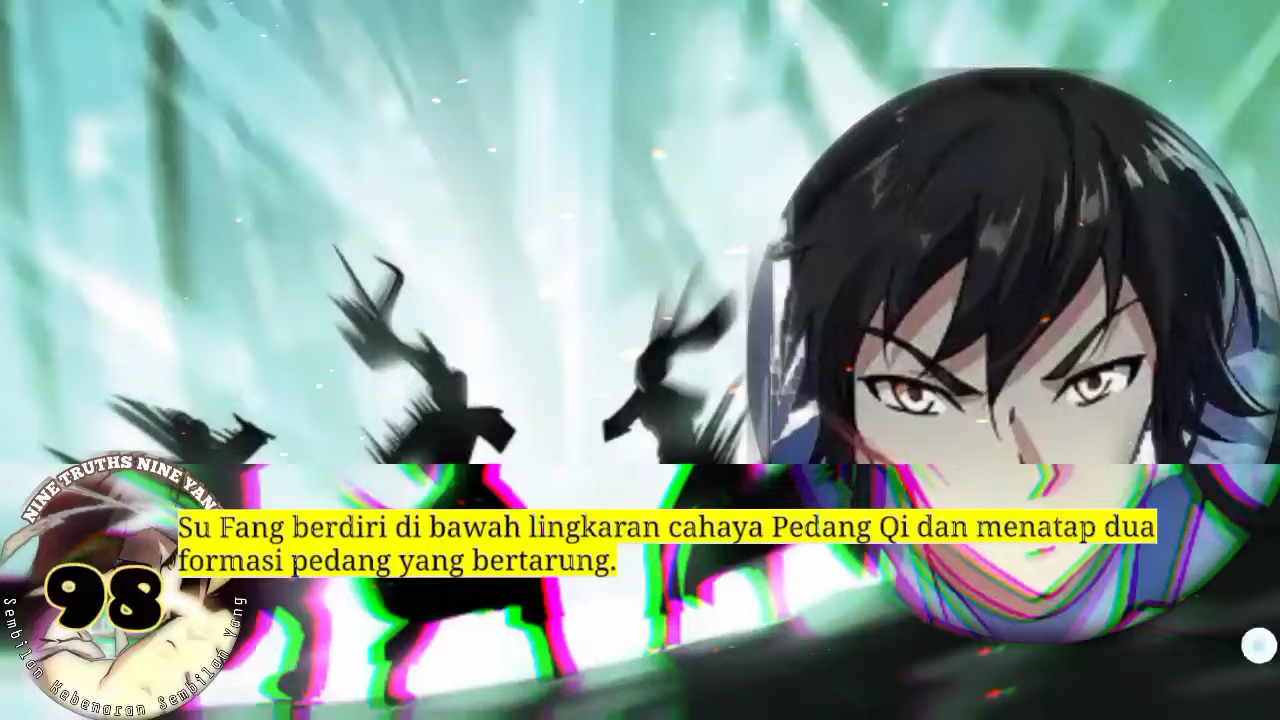 NINE TRUTHS NINE YANG
Su Fang berdiri di bawah lingkaran cahaya Pedang Qi dan menatap dua
formasi pedang yang bertarung.
98
Sembilan Kebenaran Sembilan Yang